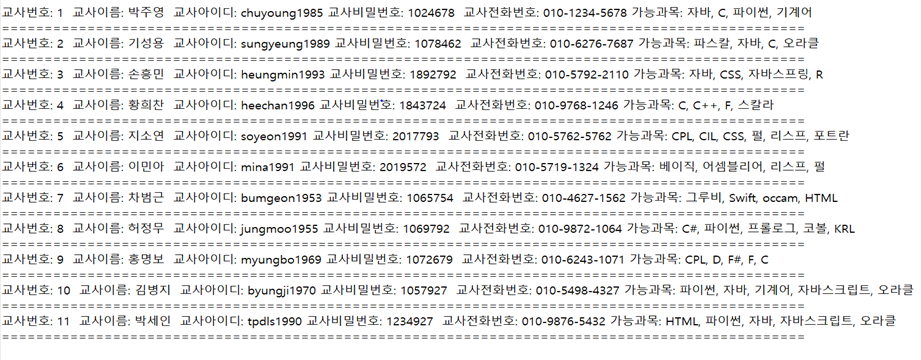 교사번호: 1 교사이름: 박주영 교사아이디: chuyoung1985 교사비밀번호: 1024678 교사전화번호: 010-1234-5678 가능과목: 자바, C, 파이썬, 기계어
================================================================================
교사번호: 2 교사이름: 기성용 교사아이디: sungyeung1989 교사비밀번호: 1078462 교사전화번호: 010-6276-7687 가능과목: 파스칼, 자바, C, 오라클
================================================================================
교사번호: 3 교사이름: 손흥민 교사아이디: heungmin1993 교사비밀번호: 1892792 교사전화번호: 010-5792-2110 가능과목: 자바, CSS, 자바스프링, R
================================================================================
교사번호: 4 교사이름: 황희찬 교사아이디: heechan1996 교사비밀번호: 1843724 교사전화번호: 010-9768-1246 가능과목: C, C++, F, 스칼라
================================================================================
교사번호: 5 교사이름: 지소연 교사아이디: soyeon1991 교사비밀번호: 2017793 교사전화번호: 010-5762-5762 가능과목: CPL, CIL, CSS, 펄, 리스프, 포트란
================================================================================
교사번호: 6 교사이름: 이민아 교사아이디: mina1991 교사비밀번호: 2019572 교사전화번호: 010-5719-1324 가능과목: 베이직, 어셈블리어, 리스프, 펄
================================================================================
교사번호: 7 교사이름: 차범근 교사아이디: bumgeon1953 교사비밀번호: 1065754 교사전화번호: 010-4627-1562 가능과목: 그루비, Swift, occam, HTML
================================================================================
교사번호: 8 교사이름: 허정무 교사아이디: jungmoo1955 교사비밀번호: 1069792 교사전화번호: 010-9872-1064 가능과목: C#, 파이썬, 프롤로그, 코볼, KRL
================================================================================
교사번호: 9 교사이름: 홍명보 교사아이디: myungbo1969 교사비밀번호: 1072679 교사전화번호: 010-6243-1071 가능과목: CPL, D, F#, F, C
================================================================================
교사번호: 10 교사이름: 김병지 교사아이디: byungji1970 교사비밀번호: 1057927 교사전화번호: 010-5498-4327 가능과목: 파이썬, 자바, 기계어, 자바스크립트, 오라클
================================================================================
교사번호: 11 교사이름: 박세인 교사아이디: tpdls1990 교사비밀번호: 1234927 교사전화번호: 010-9876-5432 가능과목: HTML, 파이썬, 자바, 자바스크립트, 오라클
================================================================================